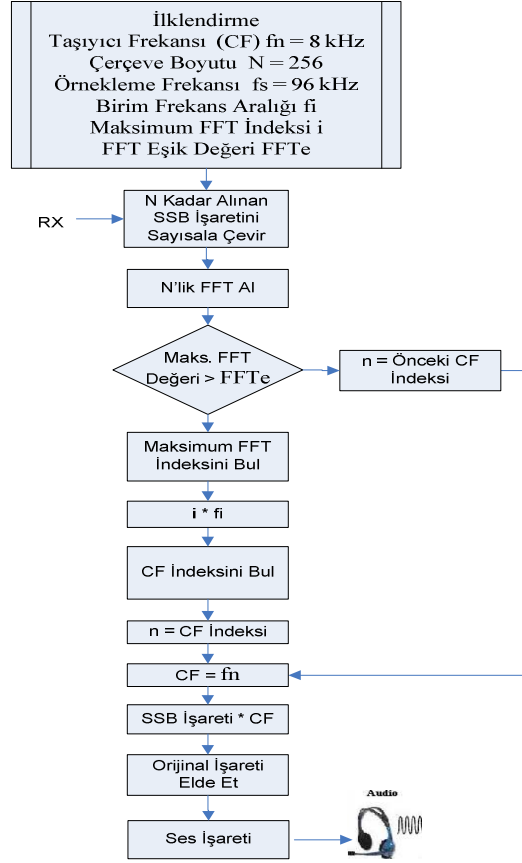 İlklendirme
Taşıyıcı Frekansı (CF) fn = 8 kHz
Çerçeve Boyutu N = 256
Örnekleme Frekansı fs = 96 kHz
Birim Frekans Aralığı fi
Maksimum FFT İndeksi i
FFT Eşik Değeri FFTe
RX
N Kadar Alınan
SSB İşaretini
Sayısala Çevir
N'lik FFT Al
Maks. FFT
Değeri > FFTe
n = Önceki CF
İndeksi
Maksimum FFT
İndeksini Bul
i * fi
CF İndeksini Bul
n = CF İndeksi
CF = fn
SSB İşareti * CF
Orijinal İşareti
Elde Et
Audio
Ses İşareti